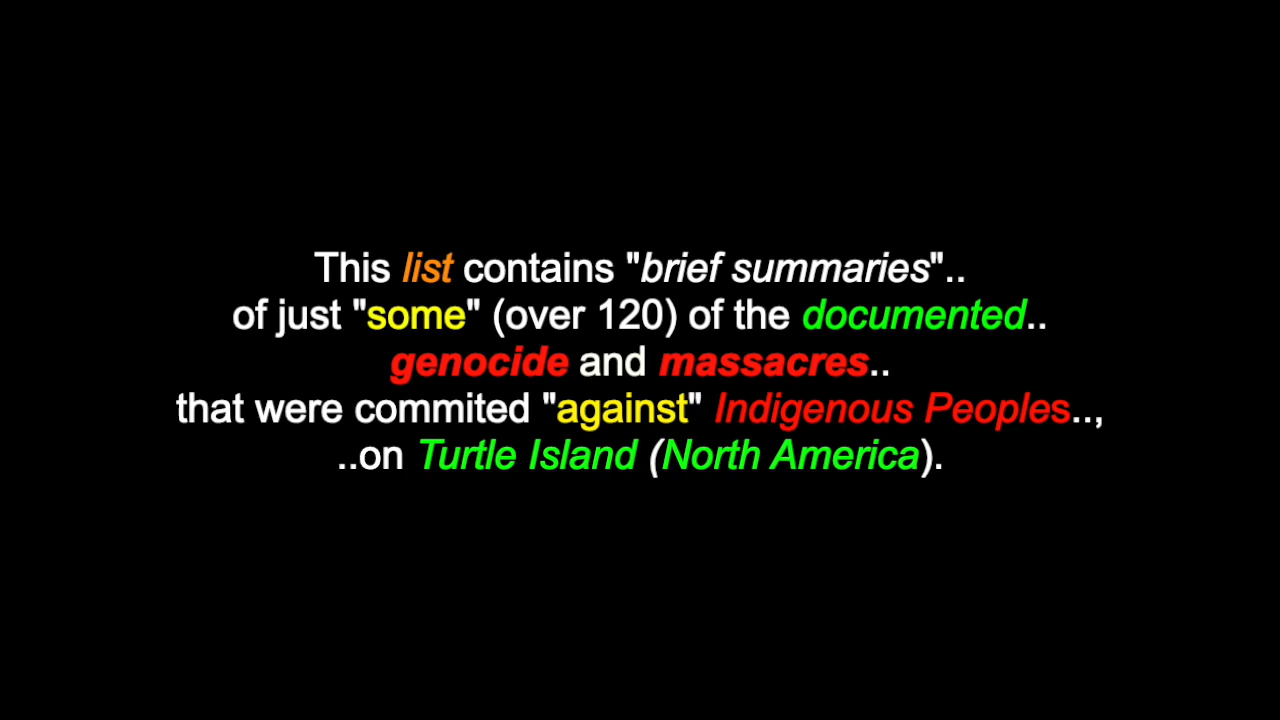 This list contains "brief summaries"..
of just "some" (over 120) of the documented..
genocide and massacres..
that were commited "against" Indigenous Peoples..,
..on Turtle Island (North America).